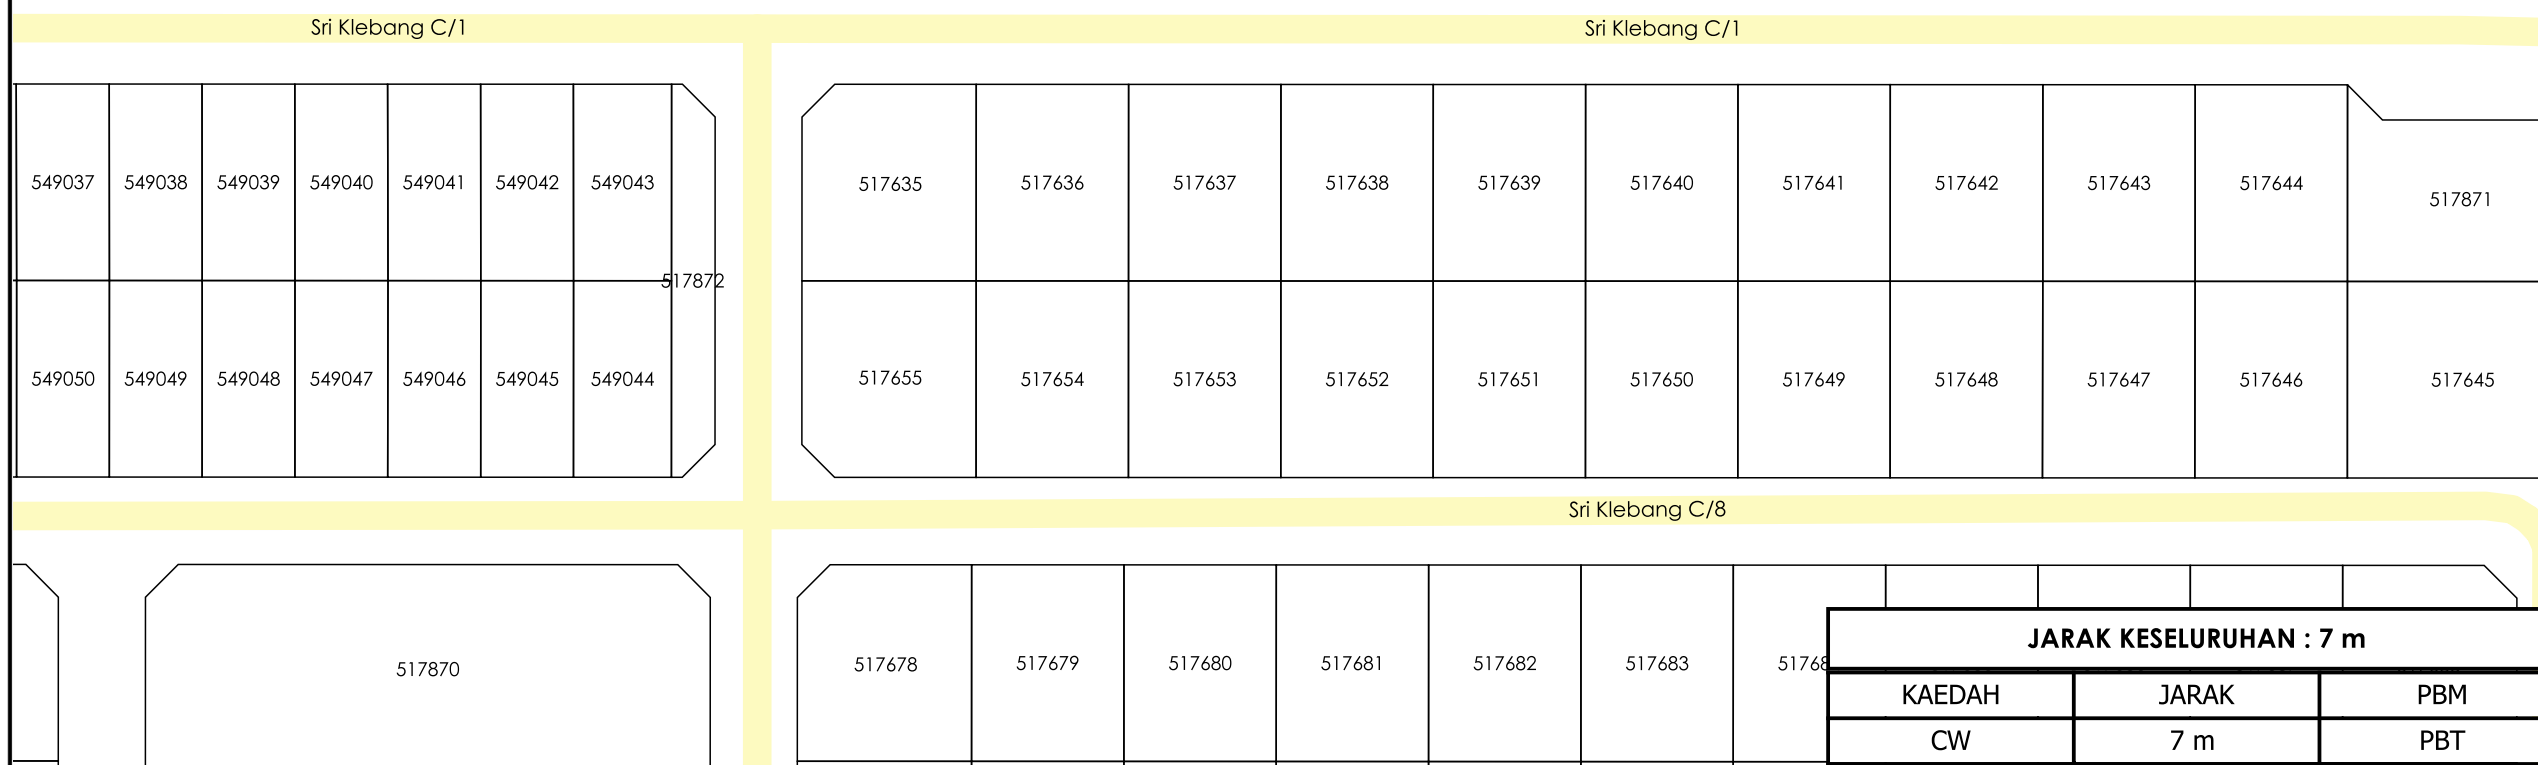 Sri Klebang C/1 Sri Klebang C/1
549037 549038 549039 549040 549041 549042 549043 517635 517636 517637 517638 517639 517640 517641 517642 517643 517644
517871
517872
549050 549049 549048 549047 549046 549045 549044 517655 517654 517653 517652 517651 517650 517649 517648 517647 517646 517645
Sri Klebang C/8
JARAK KESELURUHAN : 7 m
517870 517678 517679 517680 517681 517682 517683
KAEDAH JARAK PBM
CW 7 m PBT